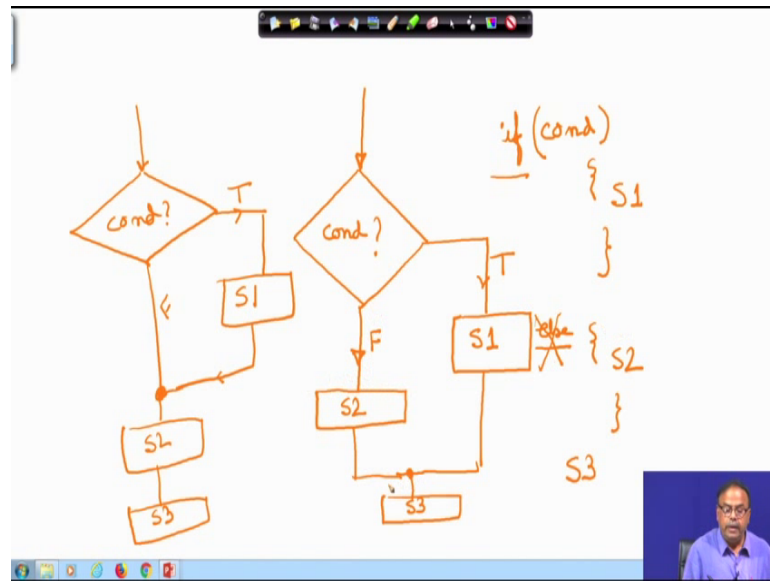 cond?
T
F
S1
S2
S3
cond?
T
F
S1
S2
S3
if (cond)
{ S1
}
else { S2
}
S3